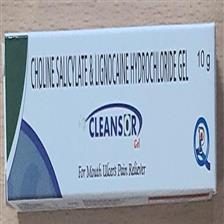 CHOLINE SALICYLATE & LIGNOCAINE HYDROCHLORIDE GEL 10 g
CLEANSOR
Gel
For Mouth Ulcers Pain Reliever